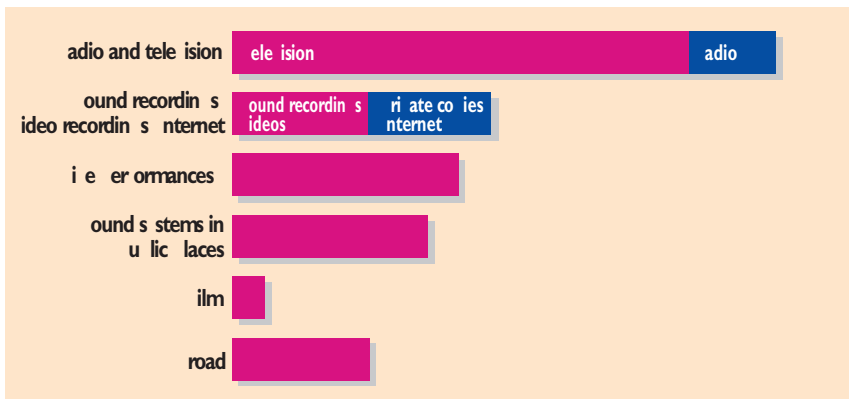 adio and tele ision
ele ision
adio
ound recordin s
ideo recordin s nternet
ound recordin s
ideos
ri ate co ies
nternet
i e er ormances
ound s stems in
u lic laces
ilm
road